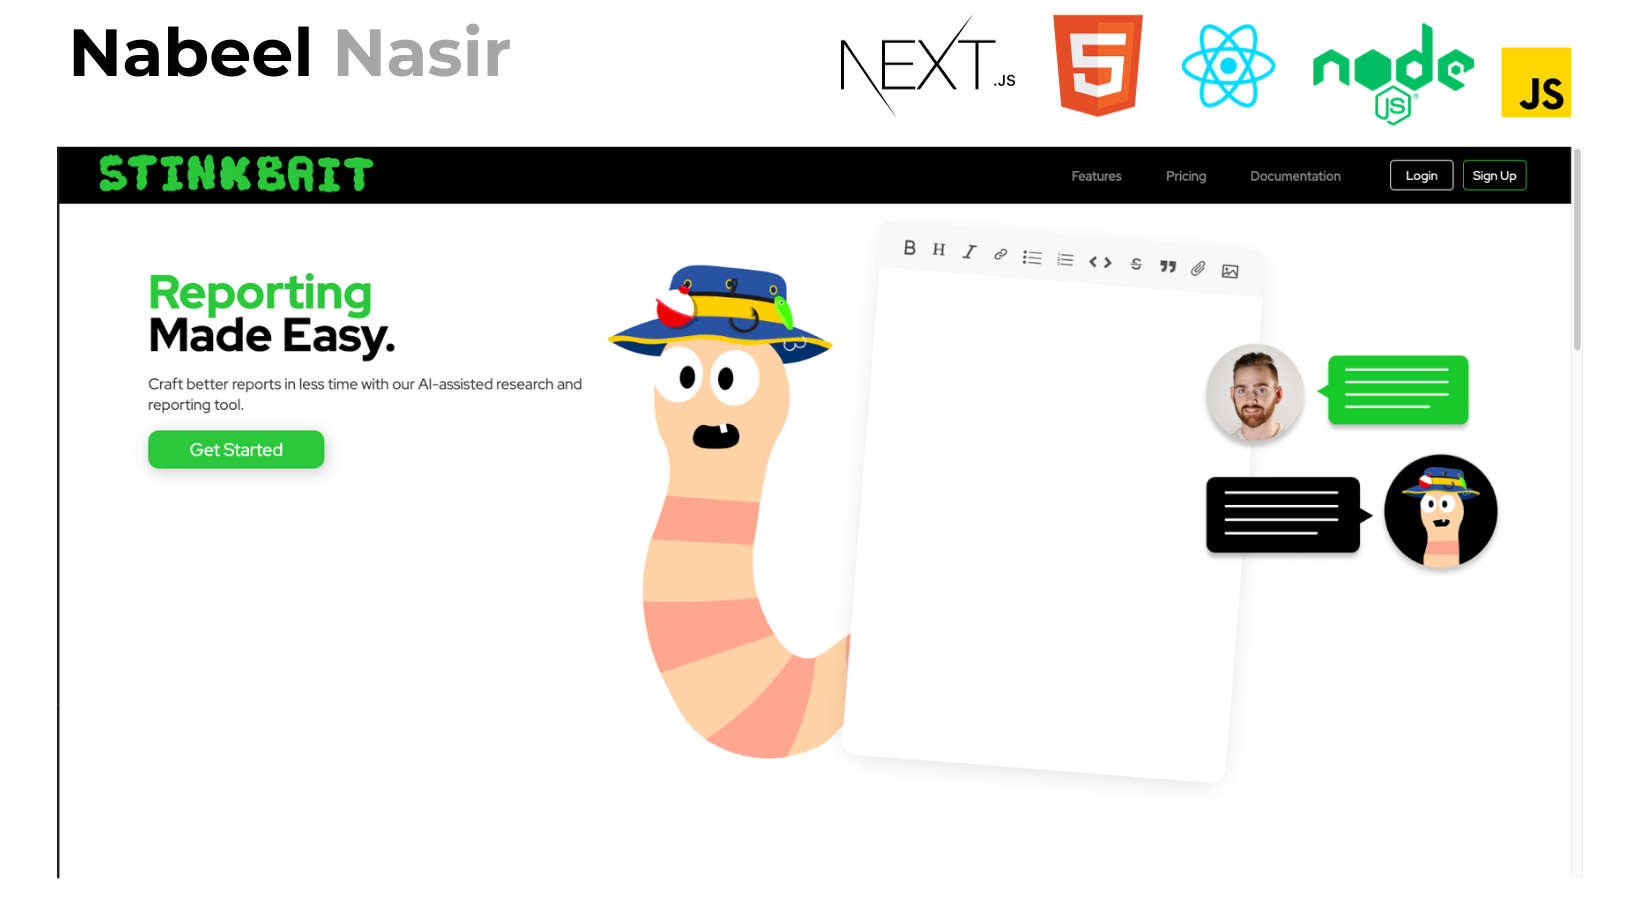 Nabeel Nasir
NEXT.JS
5
node
JS
JS
STINKBAIT
Features
Pricing
Documentation
Login
Sign Up
Reporting
Made Easy.
Craft better reports in less time with our AI-assisted research and
reporting tool.
Get Started
B H I S